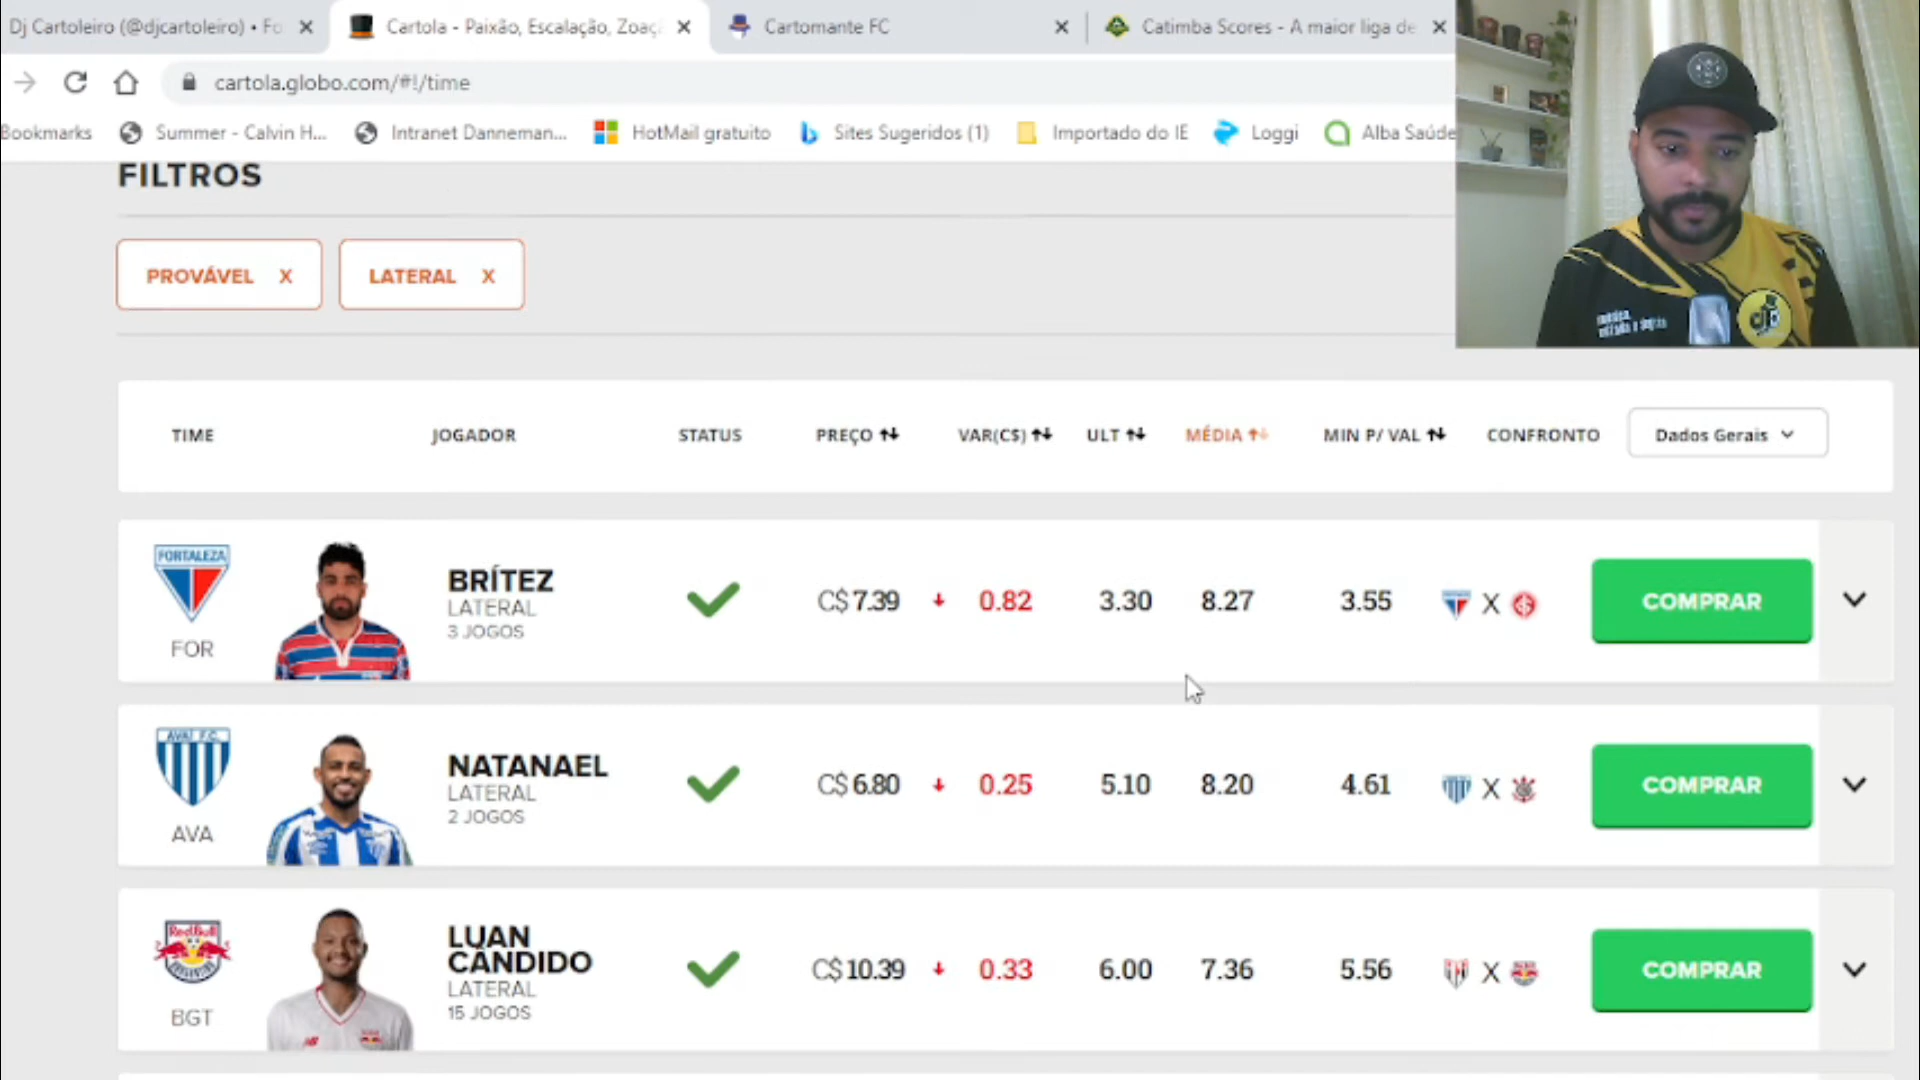 Dj Cartoleiro (@djcartoleiro) • Fo
Cartola - Paixão, Escalação, Zoaç
Cartomante FC
Catimba Scores - A maior liga de
cartola.globo.com/#!/time
Bookmarks
Summer - Calvin H...
Intranet Danneman...
HotMail gratuito
Sites Sugeridos (1)
Importado do IE
Loggi
Alba Saúde
FILTROS
PROVÁVEL X
LATERAL X
TIME JOGADOR STATUS PREÇO VAR(C$) ULT MÉDIA MIN P/ VAL CONFRONTO Dados Gerais
FORTALEZA
FOR
BRÍTEZ
LATERAL
3 JOGOS
C$ 7.39 0.82 3.30 8.27 3.55 X COMPRAR
AVAÍ F.C.
AVA
NATANAEL
LATERAL
2 JOGOS
C$ 6.80 0.25 5.10 8.20 4.61 X COMPRAR
RedBull
BRAGANTINO
BGT
LUAN
CÂNDIDO
LATERAL
15 JOGOS
C$ 10.39 0.33 6.00 7.36 5.56 X COMPRAR